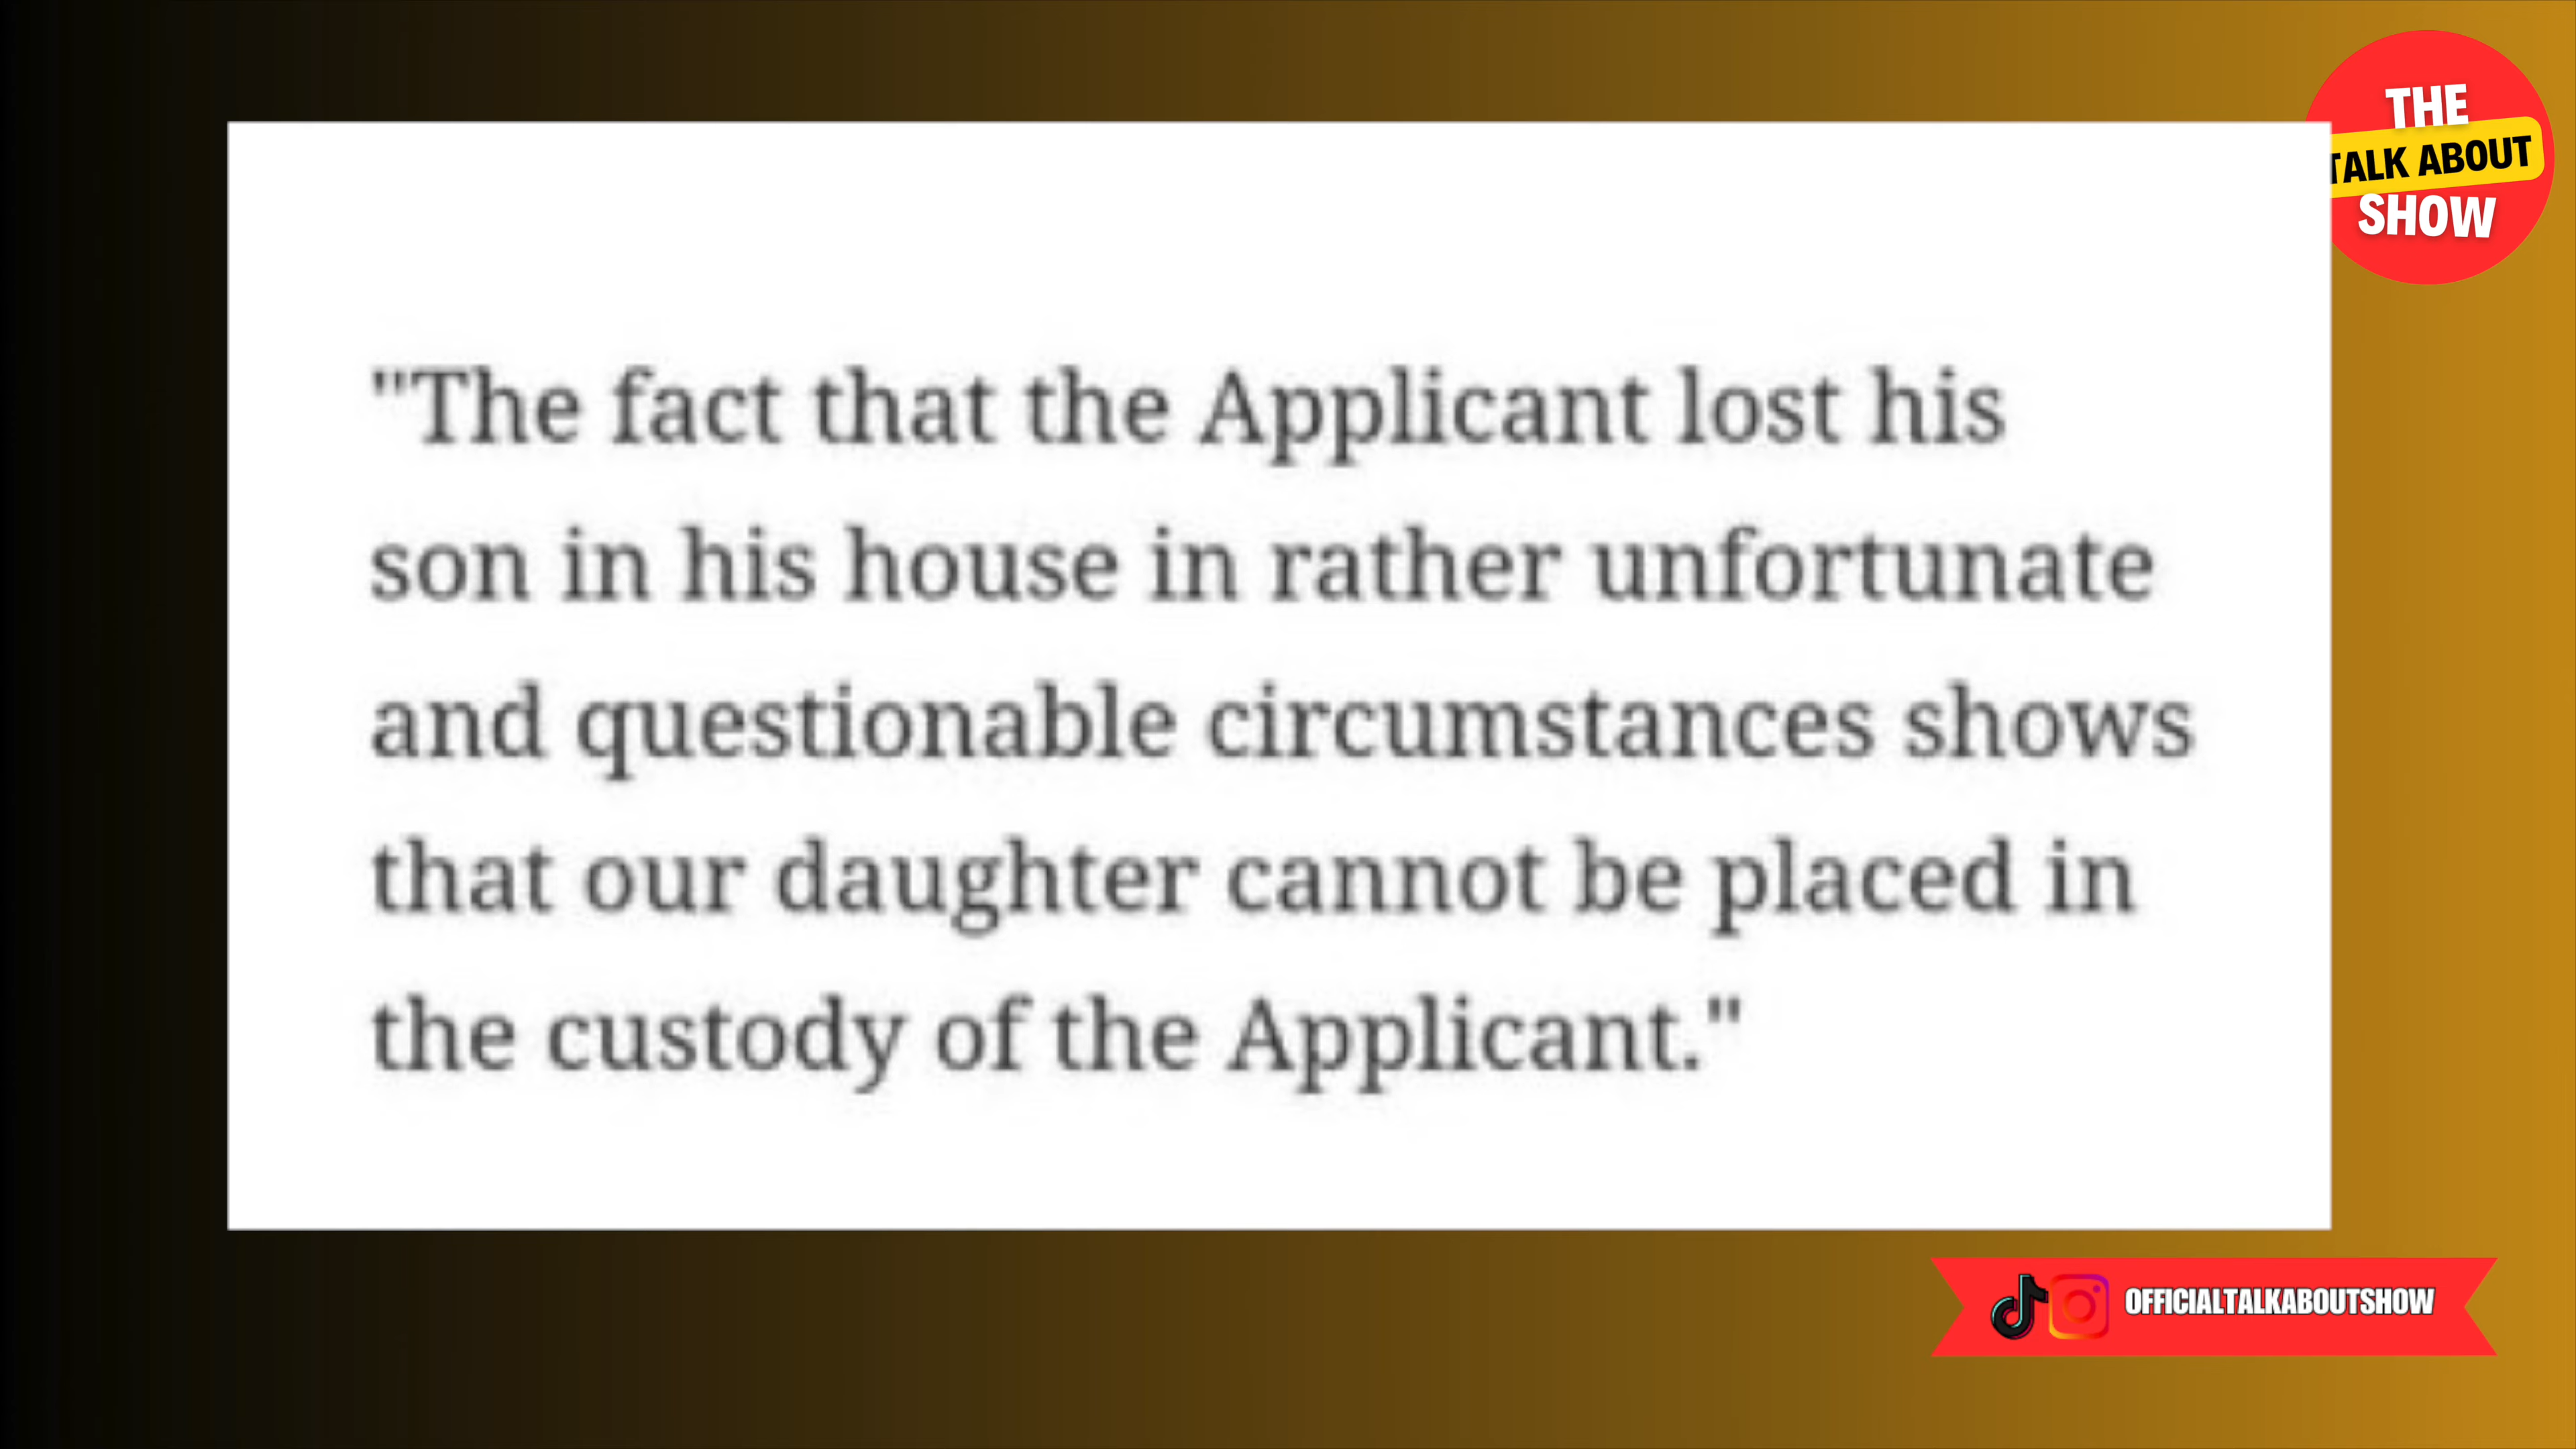 THE
TALK ABOUT
SHOW
"The fact that the Applicant lost his
son in his house in rather unfortunate
and questionable circumstances shows
that our daughter cannot be placed in
the custody of the Applicant."
OFFICIALTALKABOUTSHOW